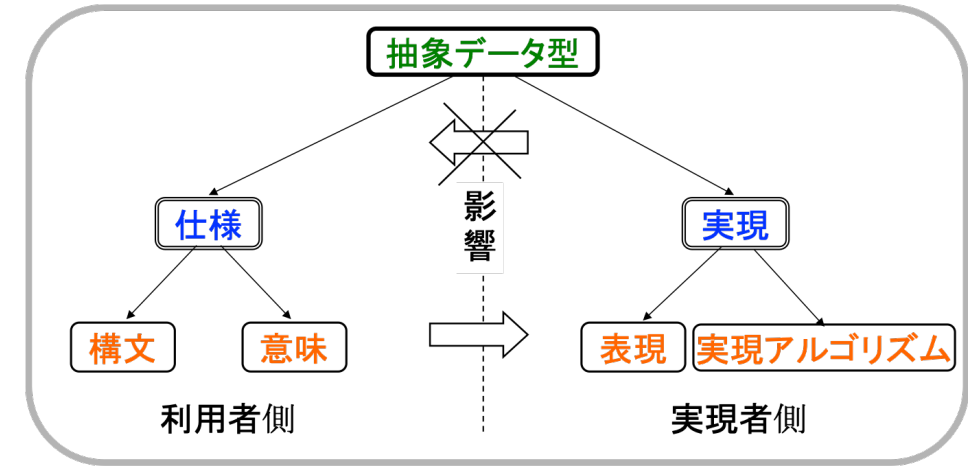 抽象データ型
影
響
仕様
実現
構文
意味
表現
実現アルゴリズム
利用者側
実現者側